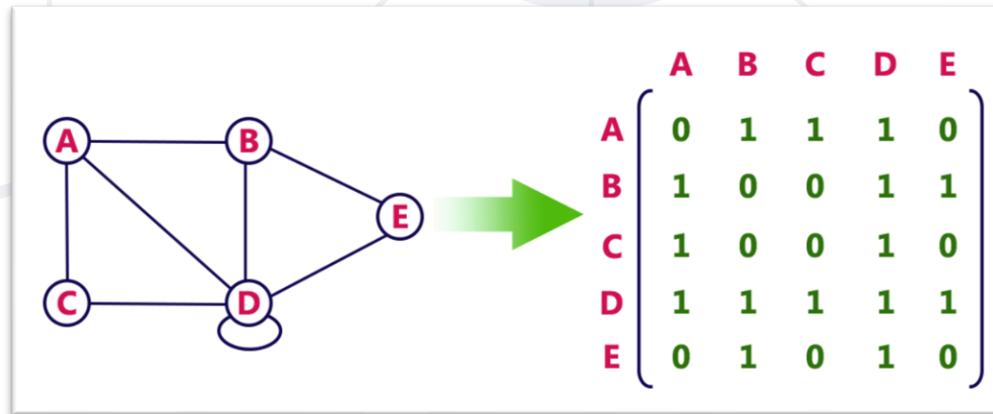 A B
E
C D
A B C D E
A 0 1 1 1 0
B 1 0 0 1 1
C 1 0 0 1 0
D 1 1 1 1 1
E 0 1 0 1 0